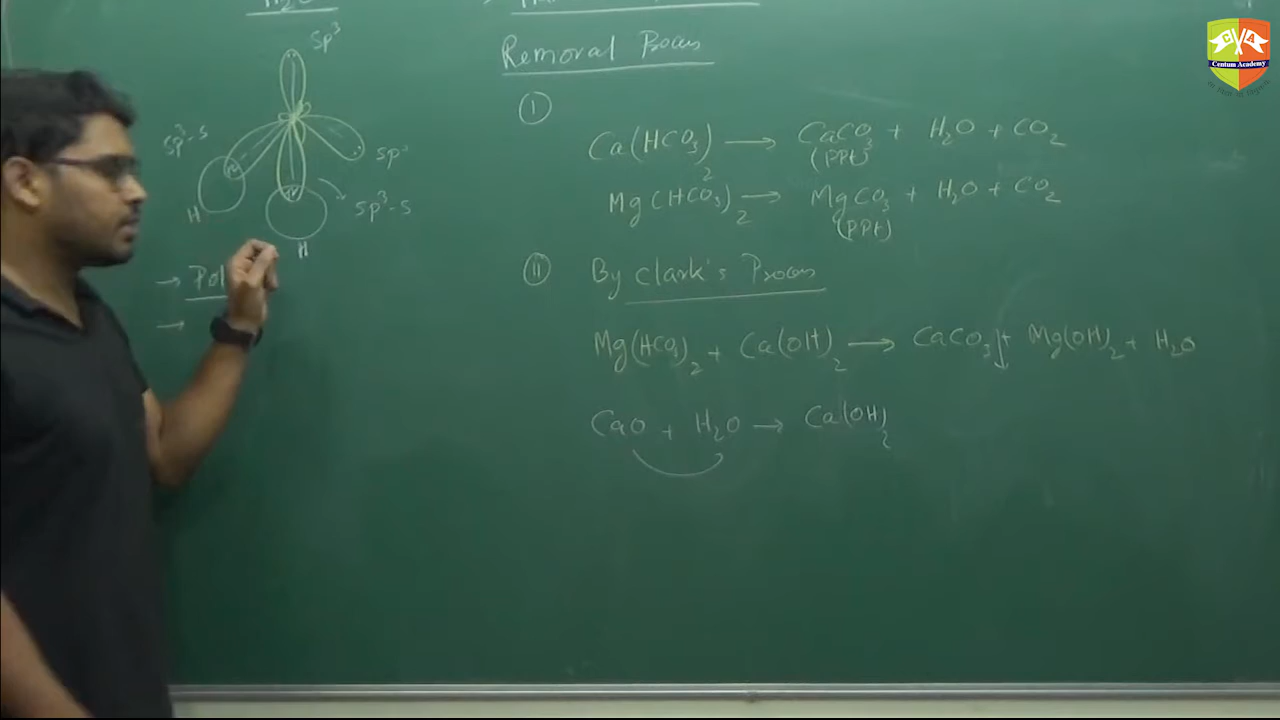 H₂O
sp³
sp³-s
sp³
sp³-s
H
H
→ Pol
→
Removal Process
I
Ca(HCO₃)₂ → CaCO₃ + H₂O + CO₂
(PPt)
Mg(HCO₃)₂ → MgCO₃ + H₂O + CO₂
(PPt)
II By Clark's Process
Mg(HCO₃)₂ + Ca(OH)₂ → CaCO₃↓ + Mg(OH)₂ + H₂O
CaO + H₂O → Ca(OH)₂
C A
Centum Academy